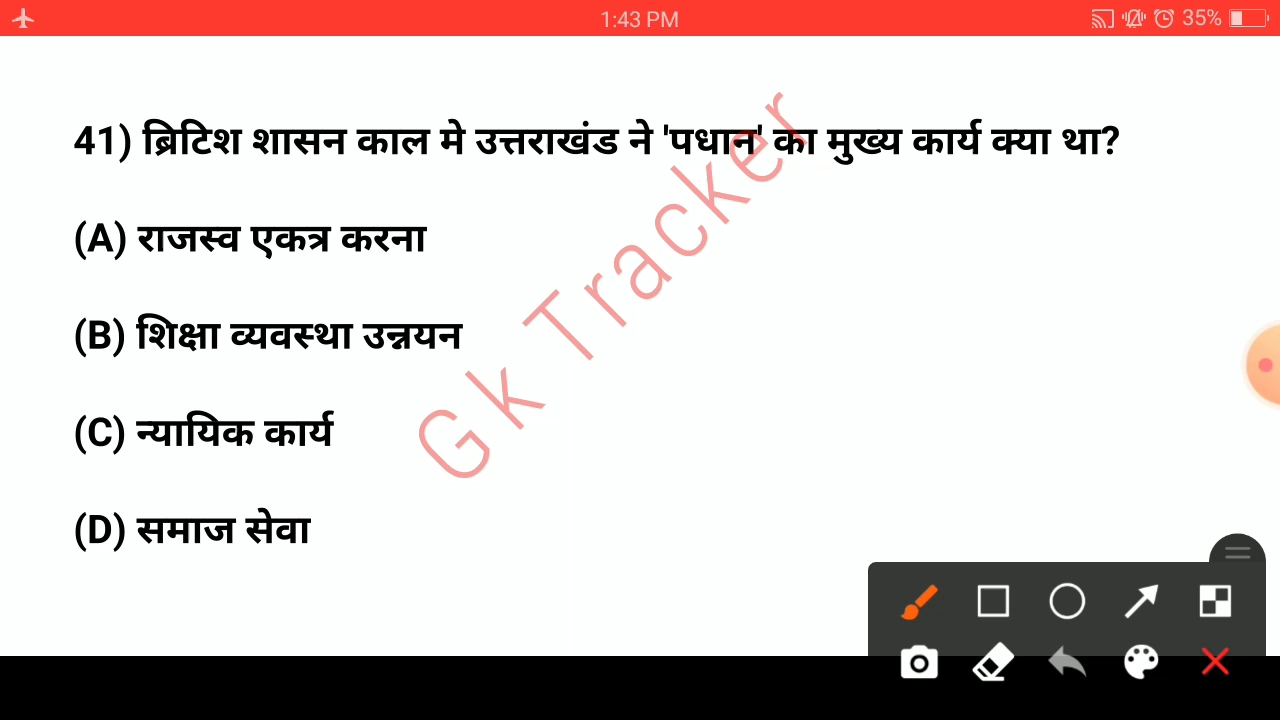 1:43 PM
35%
41) ब्रिटिश शासन काल मे उत्तराखंड ने 'पधान' का मुख्य कार्य क्या था?
(A) राजस्व एकत्र करना
(B) शिक्षा व्यवस्था उन्नयन
(C) न्यायिक कार्य
(D) समाज सेवा
Gk Tracker